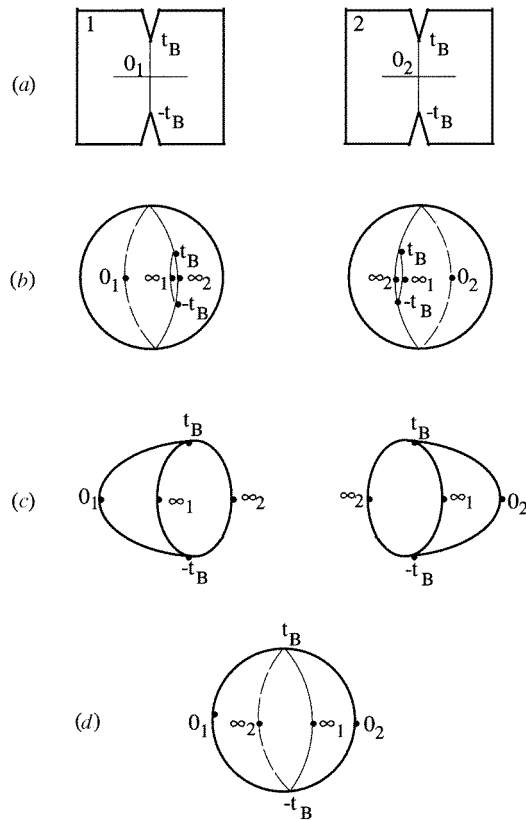 1 t_B 2 t_B
(a) 0_1 0_2
-t_B -t_B
t_B t_B
(b) 0_1 ∞_1 ∞_2 ∞_2 ∞_1 0_2
-t_B -t_B
t_B t_B
(c) 0_1 ∞_1 ∞_2 ∞_2 ∞_1 0_2
-t_B -t_B
t_B
(d) 0_1 ∞_2 ∞_1 0_2
-t_B